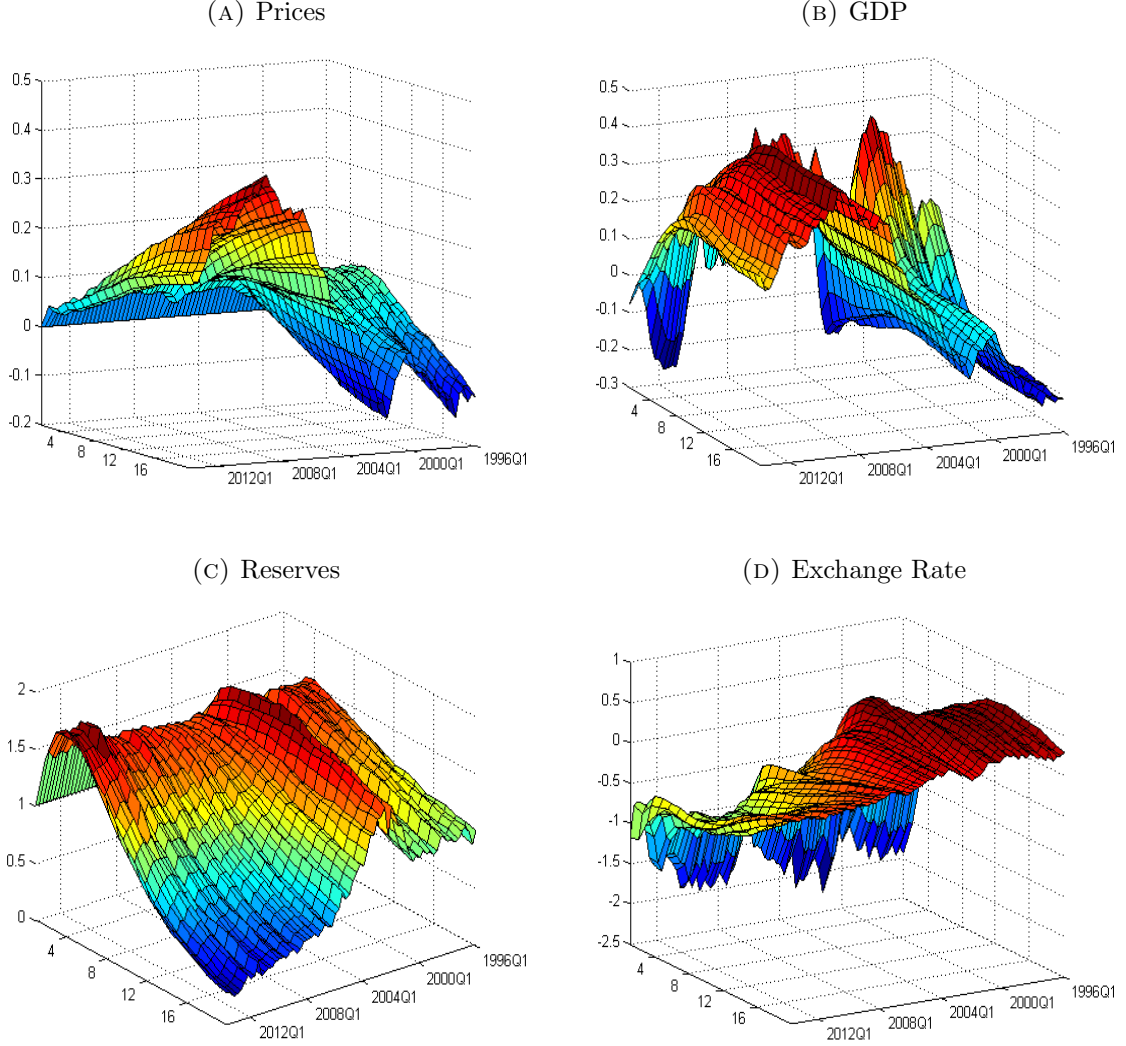 (A) Prices
(B) GDP
0.5
0.4
0.3
0.2
0.1
0
-0.1
-0.2
4
8
12
16
2012Q1
2008Q1
2004Q1
2000Q1
1996Q1
0.5
0.4
0.3
0.2
0.1
0
-0.1
-0.2
-0.3
4
8
12
16
2012Q1
2008Q1
2004Q1
2000Q1
1996Q1
(C) Reserves
(D) Exchange Rate
2
1.5
1
0.5
0
4
8
12
16
2012Q1
2008Q1
2004Q1
2000Q1
1996Q1
1
0.5
0
-0.5
-1
-1.5
-2
-2.5
4
8
12
16
2012Q1
2008Q1
2004Q1
2000Q1
1996Q1